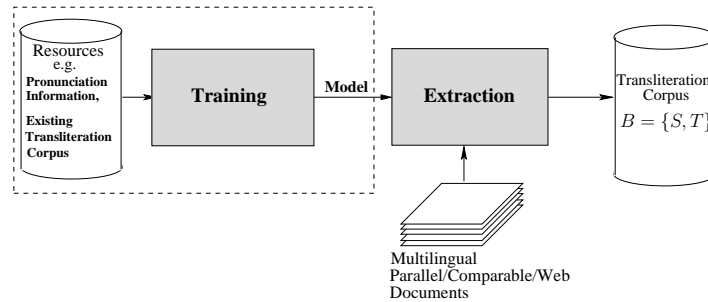 Resources
e.g.
Pronunciation
Information,
Existing
Transliteration
Corpus
Training
Model
Extraction
Transliteration
Corpus
B = {S, T}
Multilingual
Parallel/Comparable/Web
Documents